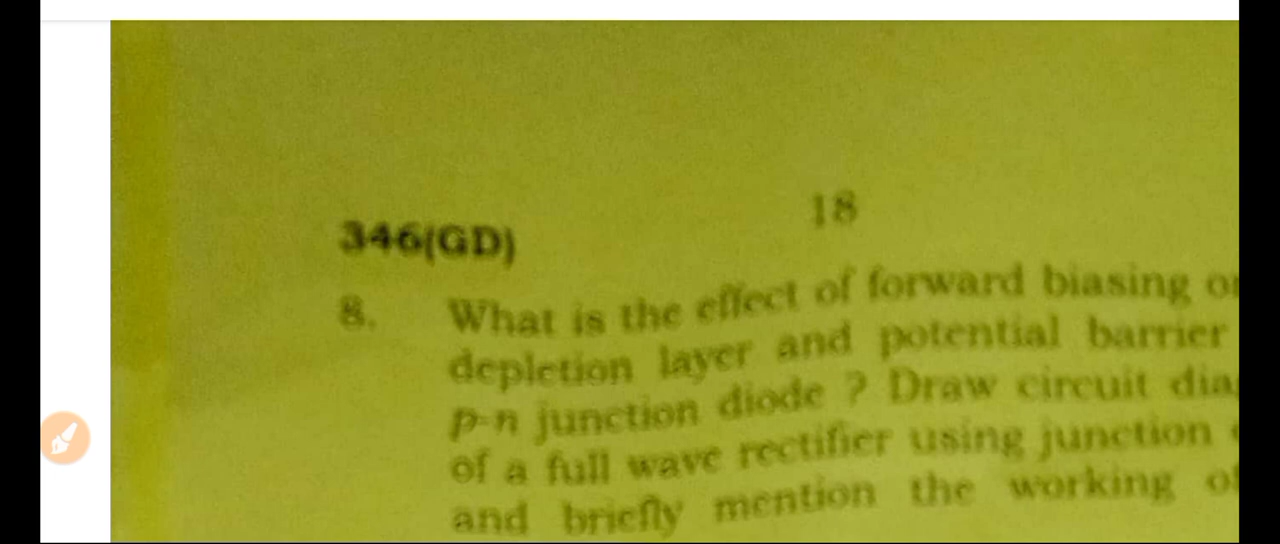 18
346(GD)
8. What is the effect of forward biasing
depletion layer and potential barrier
p-n junction diode ? Draw circuit
of a full wave rectifier using junction
and briefly mention the working